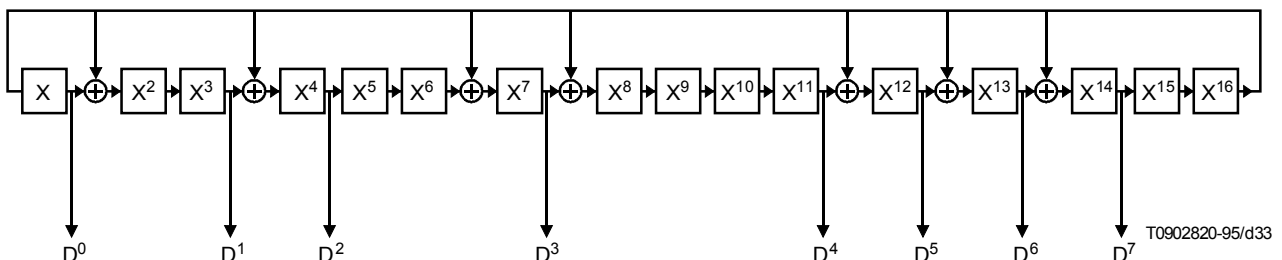 X X² X³ X⁴ X⁵ X⁶ X⁷ X⁸ X⁹ X¹⁰ X¹¹ X¹² X¹³ X¹⁴ X¹⁵ X¹⁶
D⁰ D¹ D² D³ D⁴ D⁵ D⁶ D⁷ T0902820-95/d33